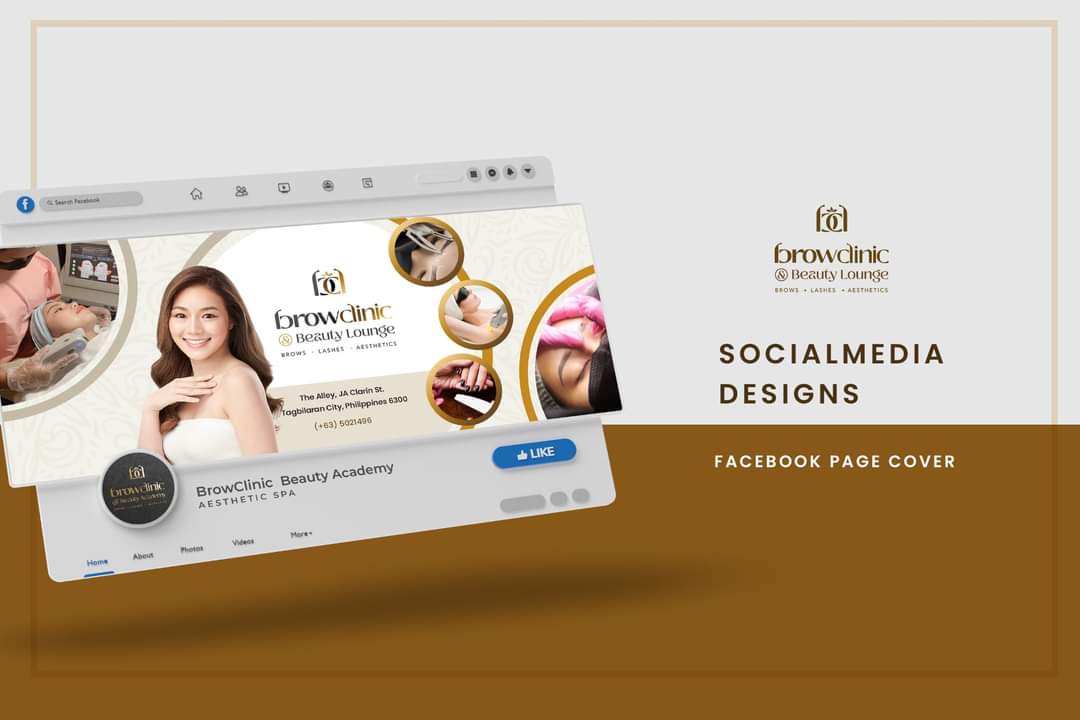 Search Facebook
browclinic
& Beauty Lounge
BROWS • LASHES • AESTHETICS
The Alley, JA Clarin St.
Tagbilaran City, Philippines 6300
(+63) 5021496
browclinic
& Beauty Academy
BrowClinic Beauty Academy
AESTHETIC SPA
LIKE
Home
About
Photos
Videos
More
browclinic
& Beauty Lounge
BROWS • LASHES • AESTHETICS
SOCIALMEDIA
DESIGNS
FACEBOOK PAGE COVER